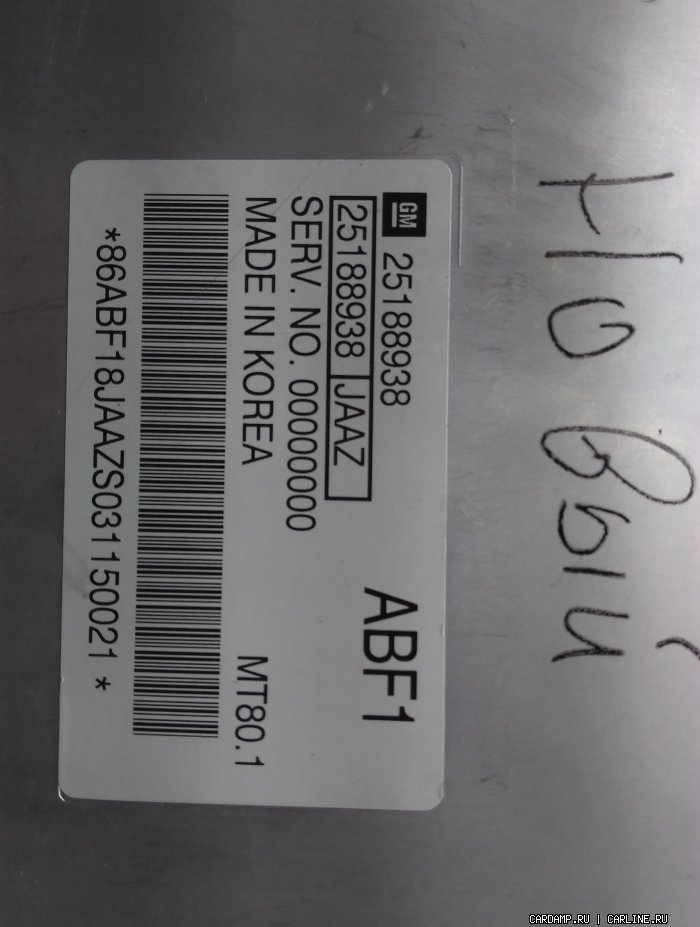 Новый
GM 25188938
25188938 JAAZ
ABF1
SERV. NO. 00000000
MADE IN KOREA
MT80.1
*86ABF18JAAZS031150021 *
CARDAMP.RU | CARLINE.RU